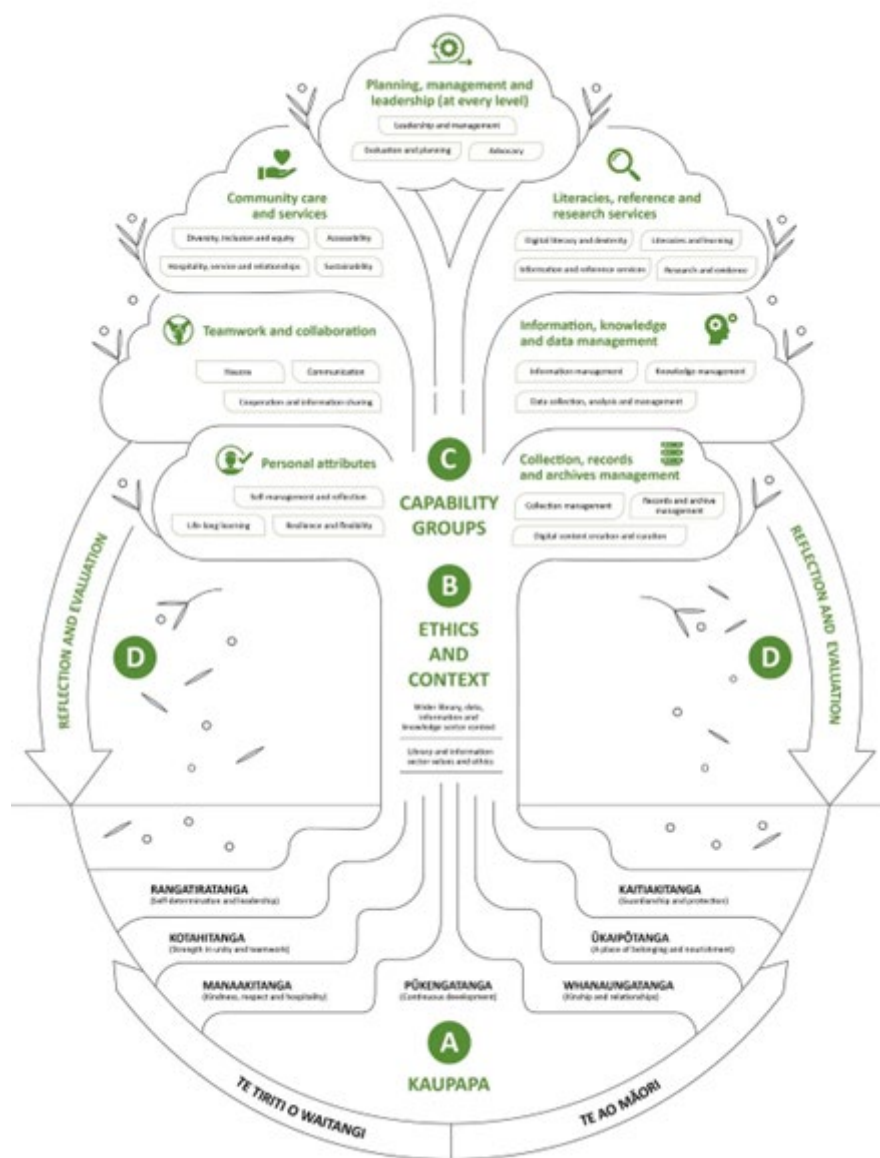 Planning, management and
leadership (at every level)
Leadership and management
Evaluation and planning
Advocacy
Community care
and services
Diversity, inclusion and equity
Accessibility
Hospitality, service and relationships
Sustainability
Literacies, reference and
research services
Digital literacy and dexterity
Literacies and learning
Information and reference services
Research and evidence
Teamwork and collaboration
Communication
Cooperation and information sharing
Information, knowledge
and data management
Information management
Knowledge management
Data collection, analysis and management
Personal attributes
Self-management and reflection
Life-long learning
Resilience and flexibility
Collection, records
and archives management
Collection management
Records and archive
management
Digital content creation and curation
C
CAPABILITY
GROUPS
B
ETHICS
AND
CONTEXT
Wider library, data,
information and
knowledge sector context
Library and information
sector values and ethics
REFLECTION AND EVALUATION
D
REFLECTION AND EVALUATION
D
RANGATIRATANGA
(Self-determination and leadership)
KOTAHITANGA
(Strength in unity and teamwork)
MANAAKITANGA
(Kindness, respect and hospitality)
PŪKENGATANGA
(Continuous development)
KAITIAKITANGA
(Guardianship and protection)
ŪKAIPŌTANGA
(A place of belonging and nourishment)
WHANAUNGATANGA
(Kinship and relationships)
A
KAUPAPA
TE TIRITI O WAITANGI
TE AO MĀORI